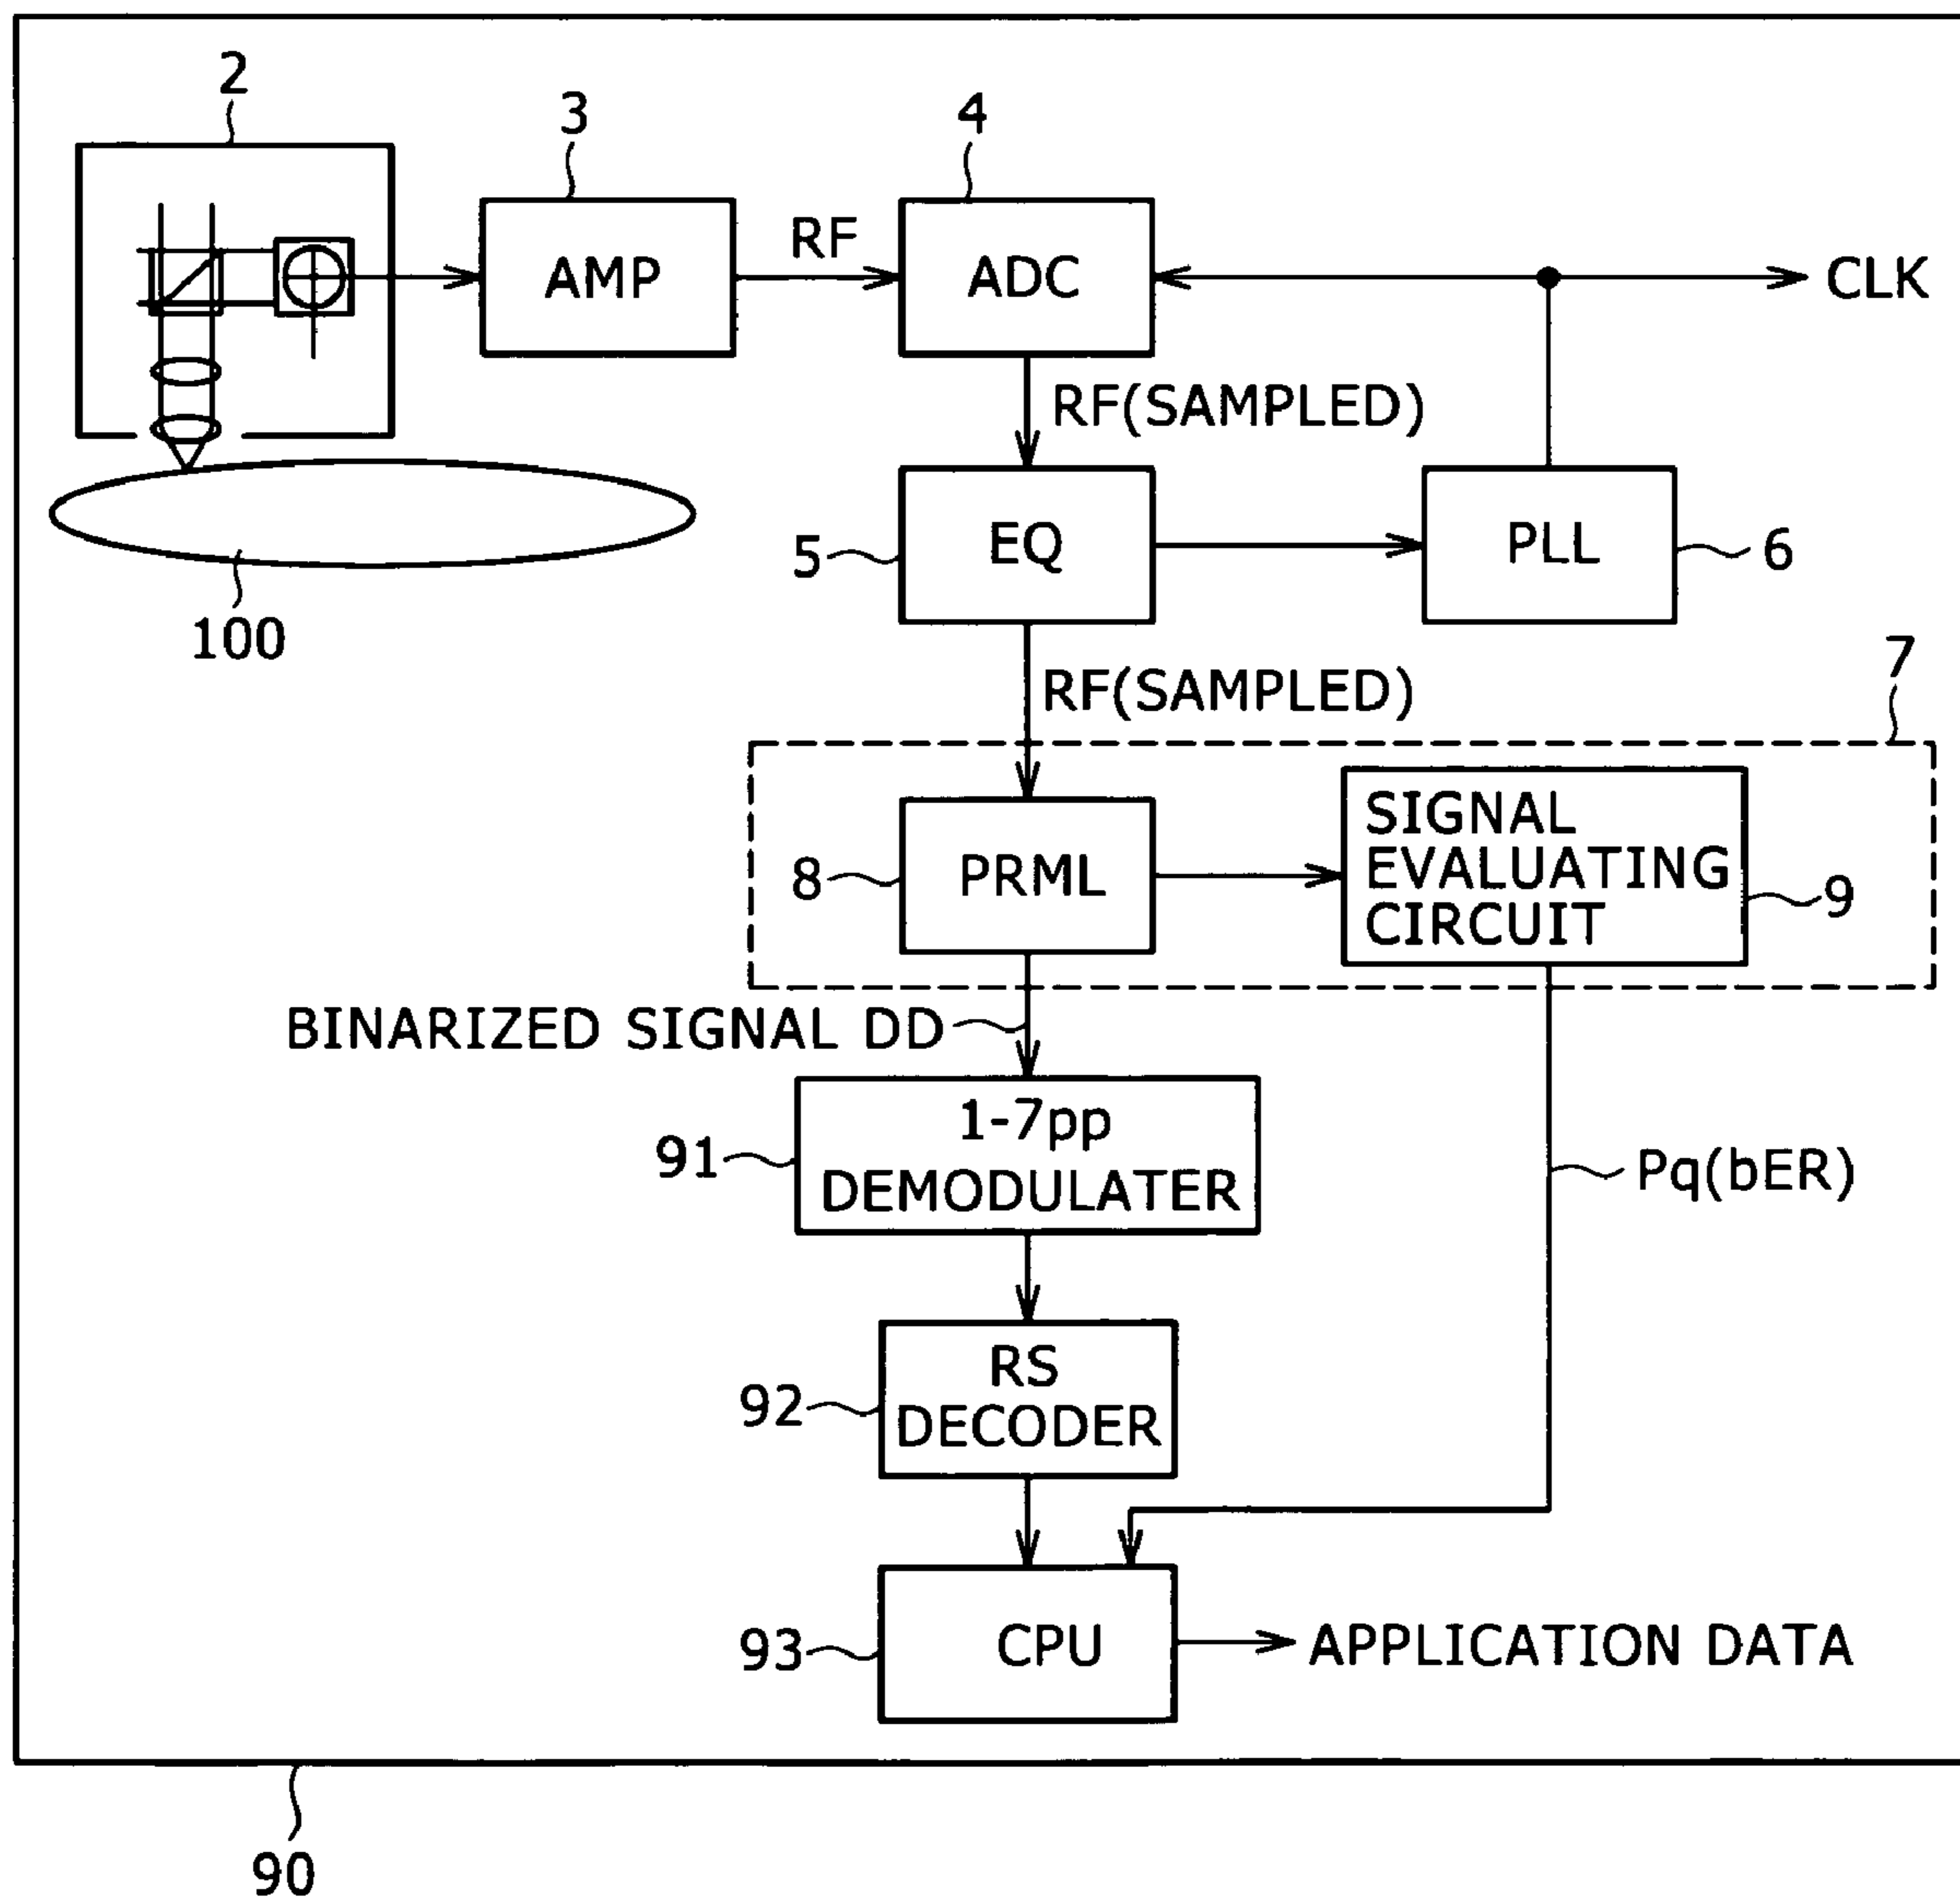 2
3
4
AMP
RF
ADC
CLK
RF(SAMPLED)
5
EQ
PLL
6
100
RF(SAMPLED)
7
8
PRML
SIGNAL
EVALUATING
CIRCUIT
9
BINARIZED SIGNAL DD
91
1-7pp
DEMODULATER
Pq(bER)
92
RS
DECODER
93
CPU
APPLICATION DATA
90